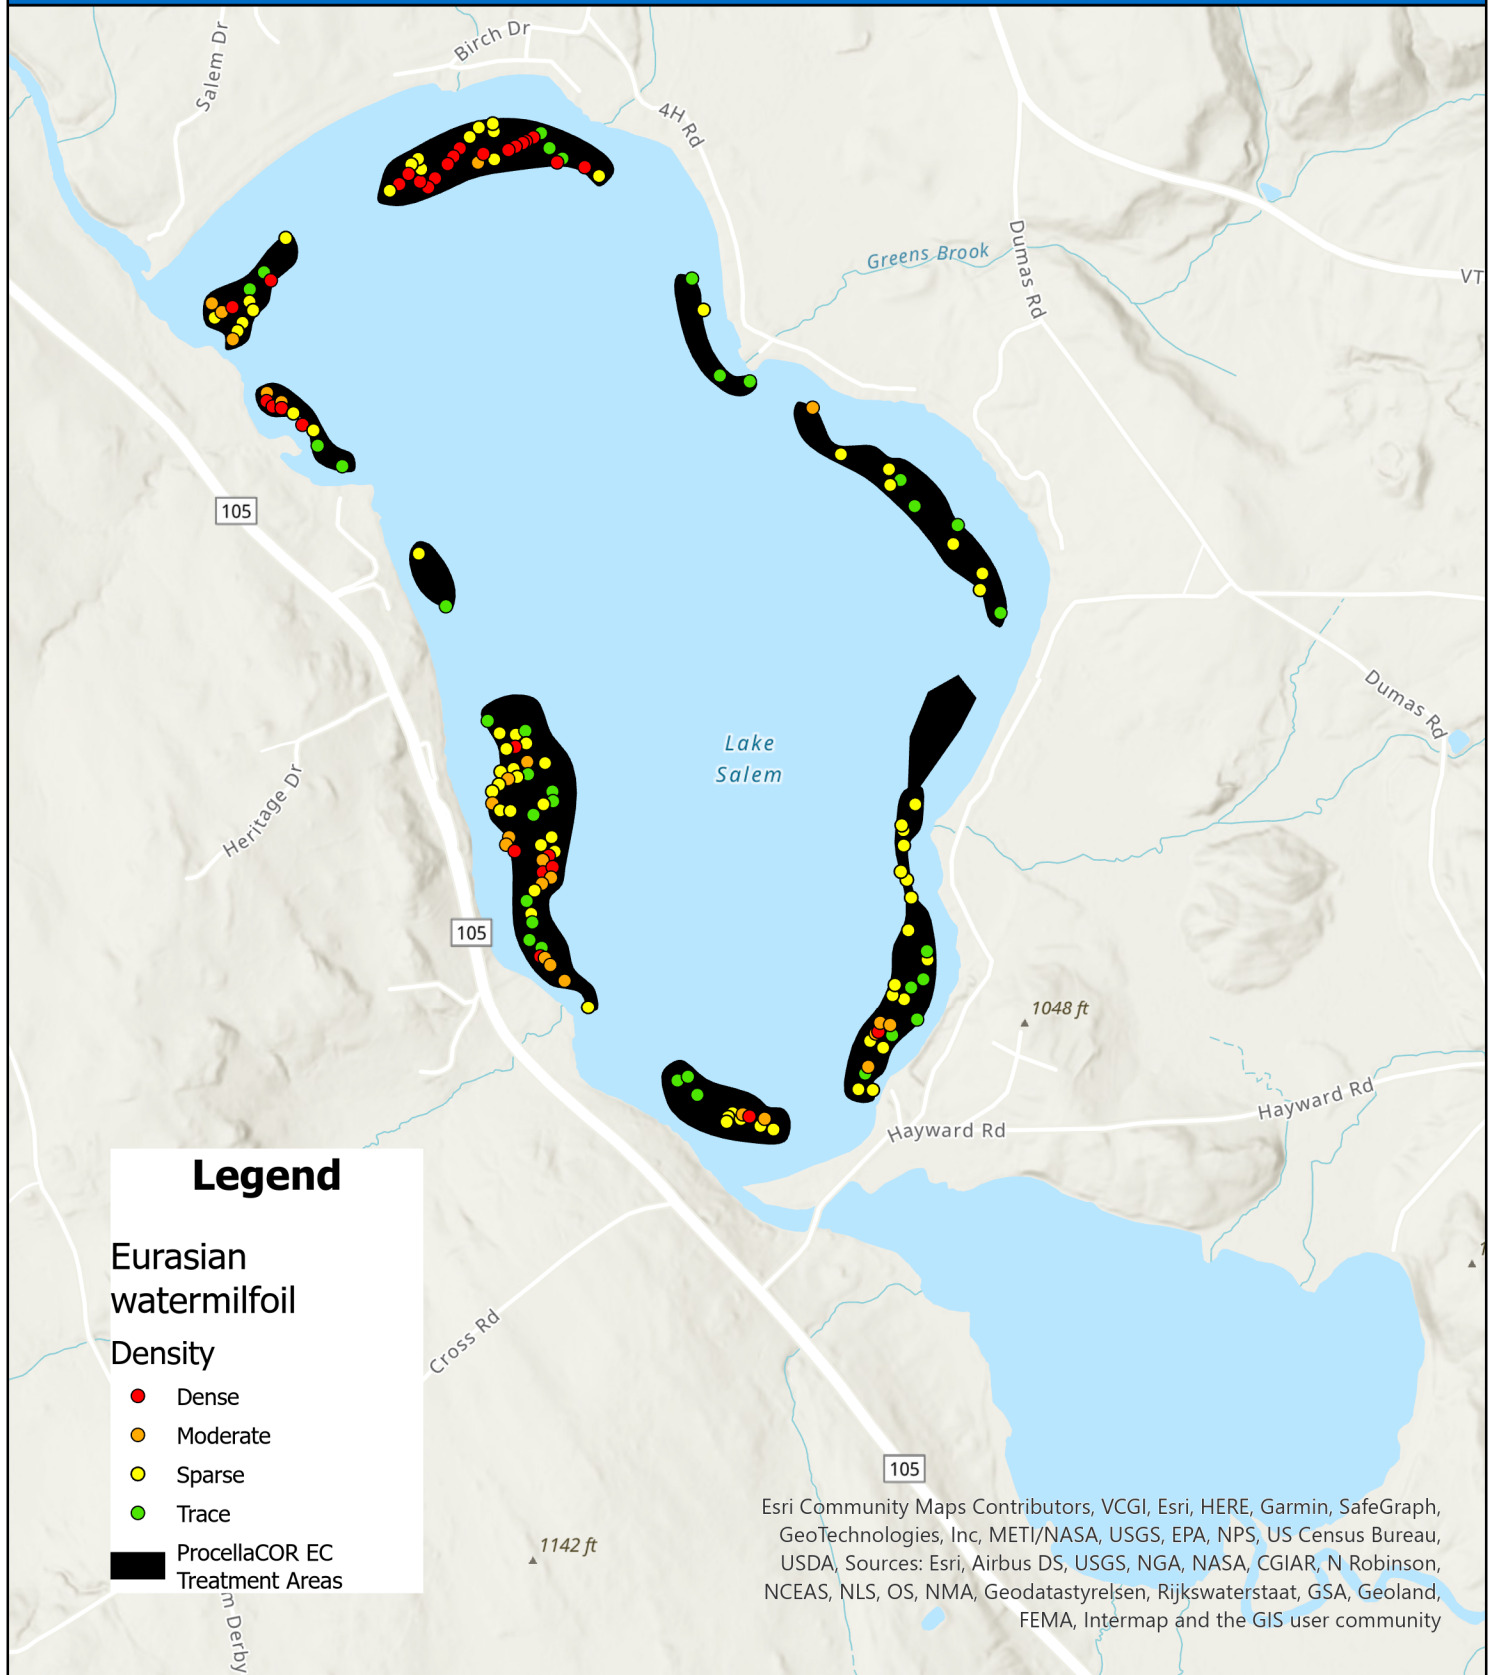 Birch Dr
Salem Dr
4H Rd
Greens Brook
Dumas Rd
VT
105
Dumas Rd
Lake
Salem
Heritage Dr
105
1048 ft
Hayward Rd
Hayward Rd
Legend
Eurasian
watermilfoil
Density
Dense
Moderate
Sparse
Trace
ProcellaCOR EC
Treatment Areas
Cross Rd
105
1142 ft
m Derby
Esri Community Maps Contributors, VCGI, Esri, HERE, Garmin, SafeGraph,
GeoTechnologies, Inc, METI/NASA, USGS, EPA, NPS, US Census Bureau,
USDA, Sources: Esri, Airbus DS, USGS, NGA, NASA, CGIAR, N Robinson,
NCEAS, NLS, OS, NMA, Geodatastyrelsen, Rijkswaterstaat, GSA, Geoland,
FEMA, Intermap and the GIS user community